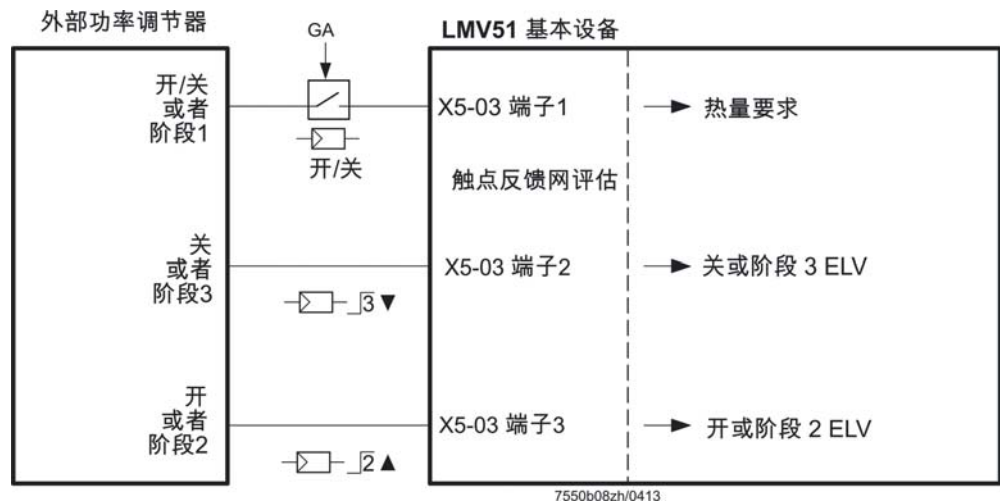 外部功率调节器
GA
LMV51 基本设备
开/关
或者
阶段1
开/关
X5-03 端子1
热量要求
触点反馈网评估
关
或者
阶段3
3
X5-03 端子2
关或阶段 3 ELV
开
或者
阶段2
2
X5-03 端子3
开或阶段 2 ELV
7550b08zh/0413